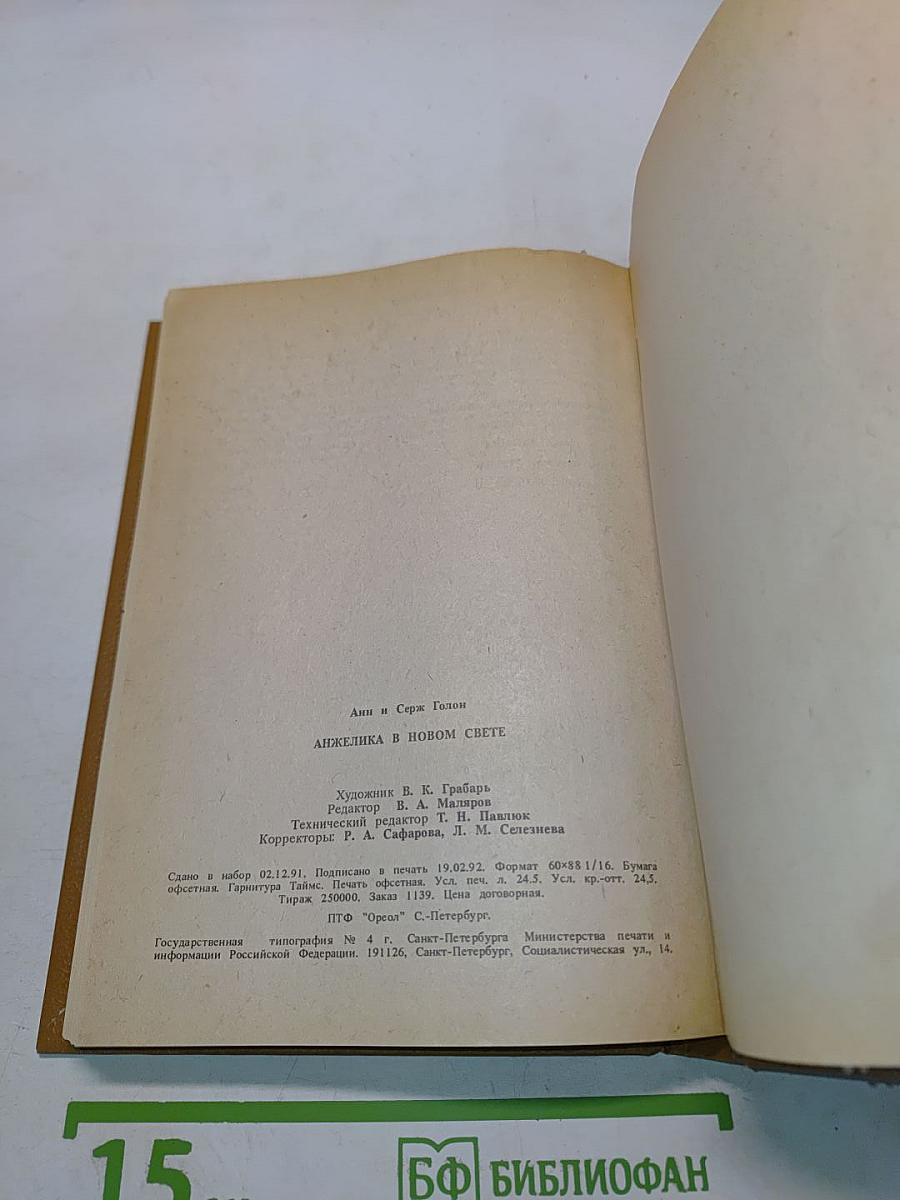 Анн и Серж Голон
АНЖЕЛИКА В НОВОМ СВЕТЕ
Художник В. К. Грабарь
Редактор В. А. Маляров
Технический редактор Т. Н. Павлюк
Корректоры: Р. А. Сафарова, Л. М. Селезнева
Сдано в набор 02.12.91. Подписано в печать 19.02.92. Формат 60×88 1/16. Бумага
офсетная. Гарнитура Таймс. Печать офсетная. Усл. печ. л. 24.5. Усл. кр.-отт. 24,5.
Тираж 250000. Заказ 1139. Цена договорная.
ПТФ "Ореол" С.-Петербург.
Государственная типография № 4 г. Санкт-Петербурга Министерства печати и
информации Российской Федерации. 191126, Санкт-Петербург, Социалистическая ул., 14.
15
БФ БИБЛИОФАН